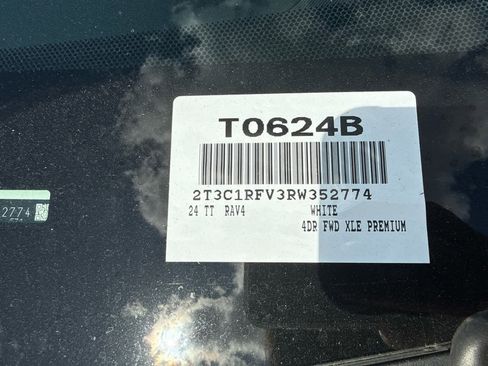 T0624B
2T3C1RFV3RW352774
24 TT RAV4 WHITE
4DR FWD XLE PREMIUM
2774